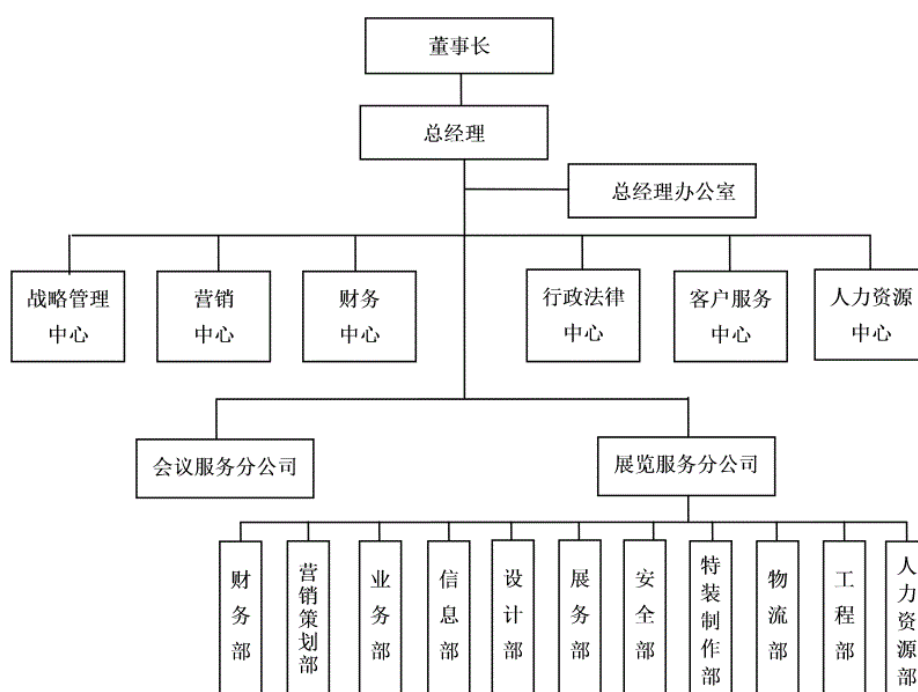 董事长
总经理
总经理办公室
战略管理
中心
营销
中心
财务
中心
行政法律
中心
客户服务
中心
人力资源
中心
会议服务分公司
展览服务分公司
财务部
营销策划部
业务部
信息部
设计部
展务部
安全部
特装制作部
物流部
工程部
人力资源部